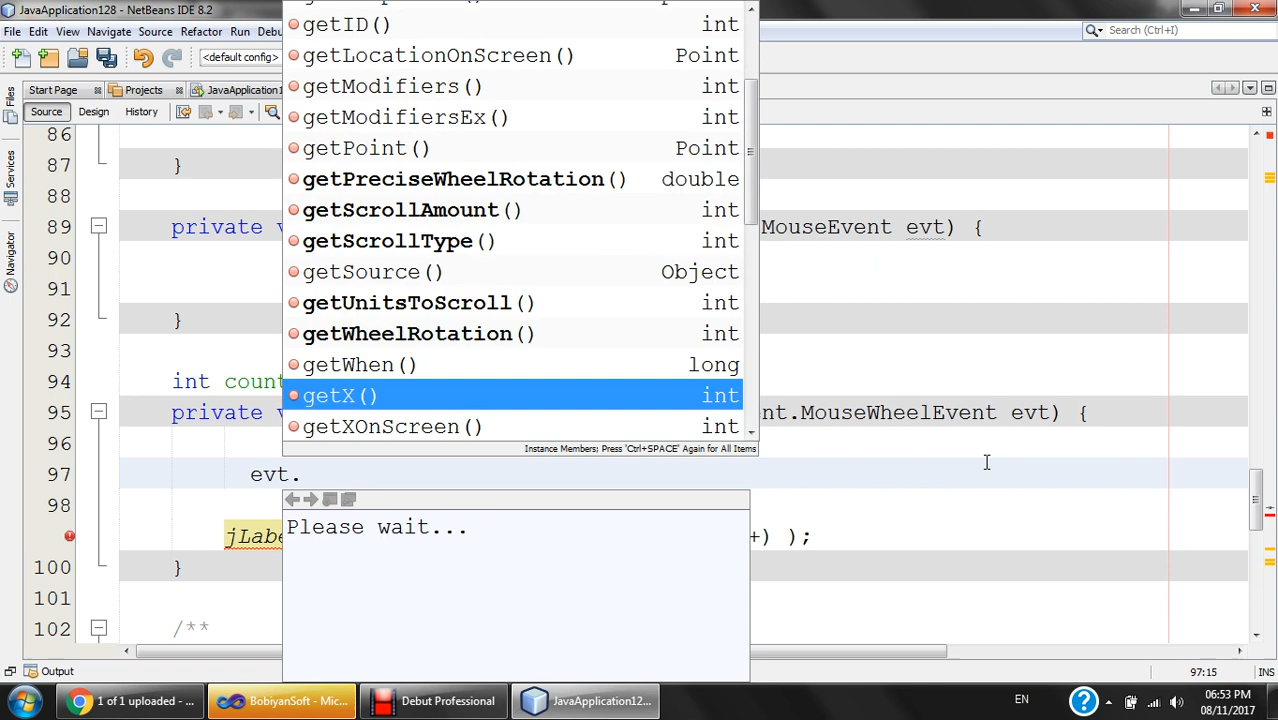 JavaApplication128 - NetBeans IDE 8.2
File Edit View Navigate Source Refactor Run Debu
Search (Ctrl+I)
<default config>
Start Page Projects JavaApplication
Source Design History
Files
Services
Navigator
getID() int
getLocationOnScreen() Point
getModifiers() int
getModifiersEx() int
getPoint() Point
getPreciseWheelRotation() double
getScrollAmount() int
getScrollType() int
getSource() Object
getUnitsToScroll() int
getWheelRotation() int
getWhen() long
getX() int
getXOnScreen() int
Instance Members; Press 'Ctrl+SPACE' Again for All Items
Please wait...
86
87 }
88
89 private v MouseEvent evt) {
90
91
92 }
93
94 int count
95 private v nt.MouseWheelEvent evt) {
96
97 evt.
98
jLabe +) );
100 }
101
102 /**
Output
97:15 INS
1 of 1 uploaded - ... BobiyanSoft - Mic... Debut Professional JavaApplication12...
EN
06:53 PM
08/11/2017